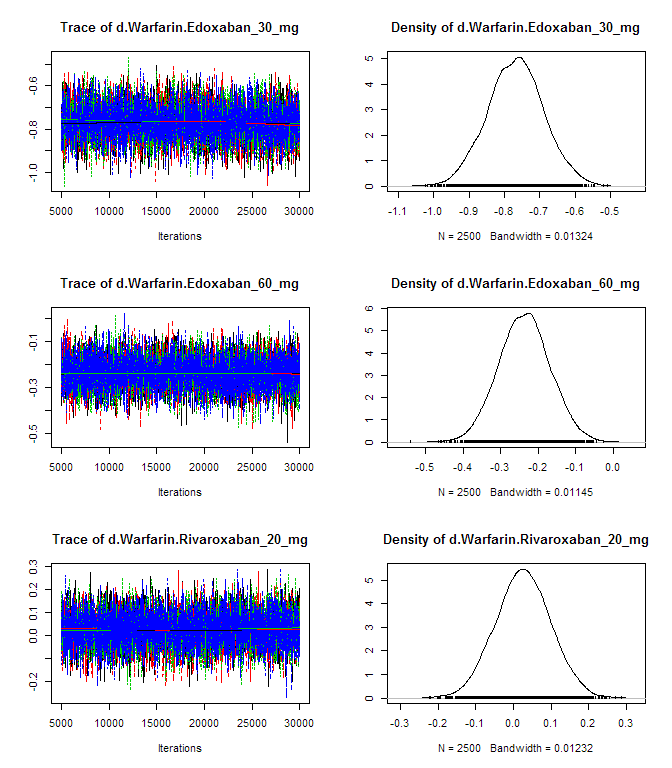 Trace of d.Warfarin.Edoxaban_30_mg
-1.0 -0.8 -0.6
5000 10000 15000 20000 25000 30000
Iterations
Density of d.Warfarin.Edoxaban_30_mg
0 1 2 3 4 5
-1.1 -1.0 -0.9 -0.8 -0.7 -0.6 -0.5
N = 2500 Bandwidth = 0.01324
Trace of d.Warfarin.Edoxaban_60_mg
-0.5 -0.3 -0.1
5000 10000 15000 20000 25000 30000
Iterations
Density of d.Warfarin.Edoxaban_60_mg
0 1 2 3 4 5 6
-0.5 -0.4 -0.3 -0.2 -0.1 0.0
N = 2500 Bandwidth = 0.01145
Trace of d.Warfarin.Rivaroxaban_20_mg
-0.2 0.0 0.1 0.2 0.3
5000 10000 15000 20000 25000 30000
Iterations
Density of d.Warfarin.Rivaroxaban_20_mg
0 1 2 3 4 5
-0.3 -0.2 -0.1 0.0 0.1 0.2 0.3
N = 2500 Bandwidth = 0.01232